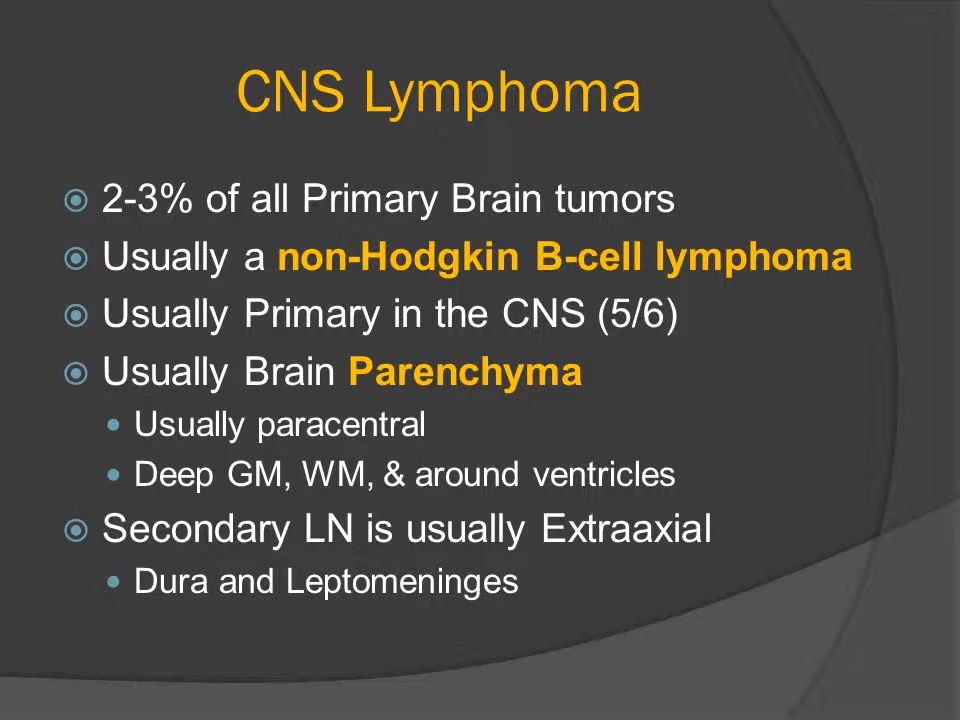 CNS Lymphoma
2-3% of all Primary Brain tumors
Usually a non-Hodgkin B-cell lymphoma
Usually Primary in the CNS (5/6)
Usually Brain Parenchyma
Usually paracentral
Deep GM, WM, & around ventricles
Secondary LN is usually Extraaxial
Dura and Leptomeninges